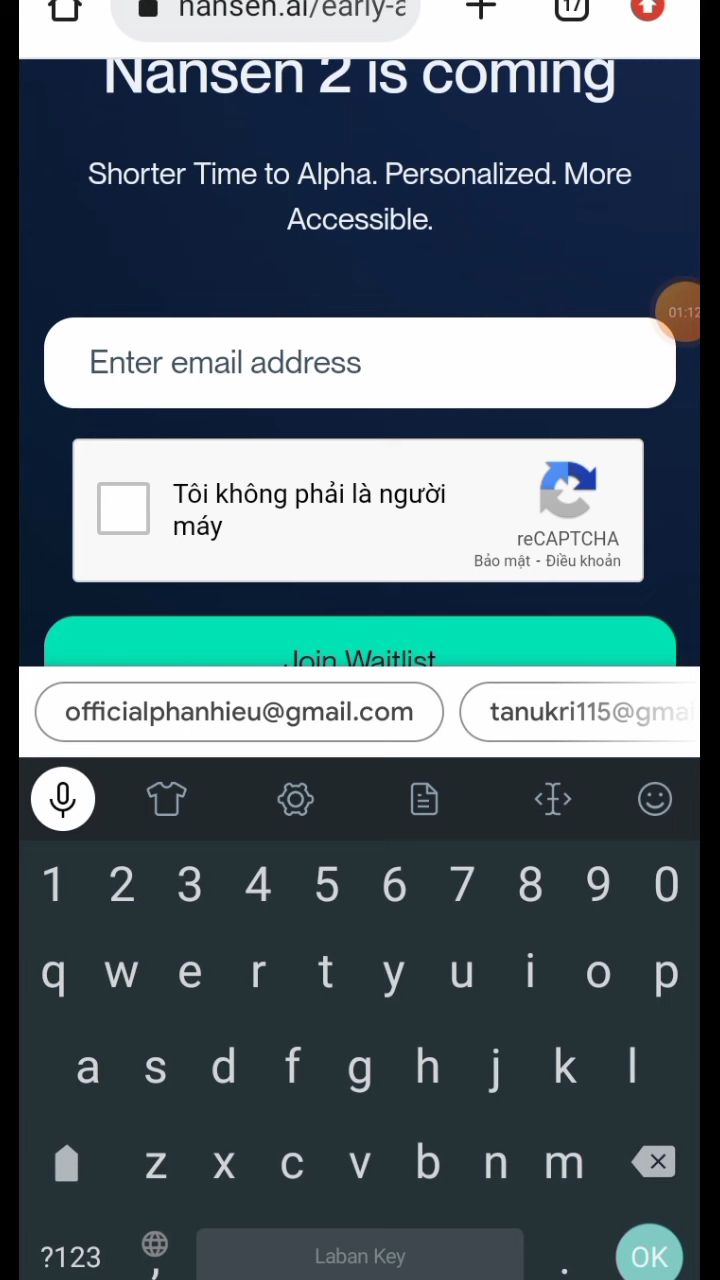 nansen.ai/early-a
17
Nansen 2 is coming
Shorter Time to Alpha. Personalized. More
Accessible.
01:12
Enter email address
Tôi không phải là người
máy
reCAPTCHA
Bảo mật - Điều khoản
Join Waitlist
officialphanhieu@gmail.com tanukri115@gmai
1 2 3 4 5 6 7 8 9 0
q w e r t y u i o p
a s d f g h j k l
z x c v b n m
?123 , Laban Key . OK